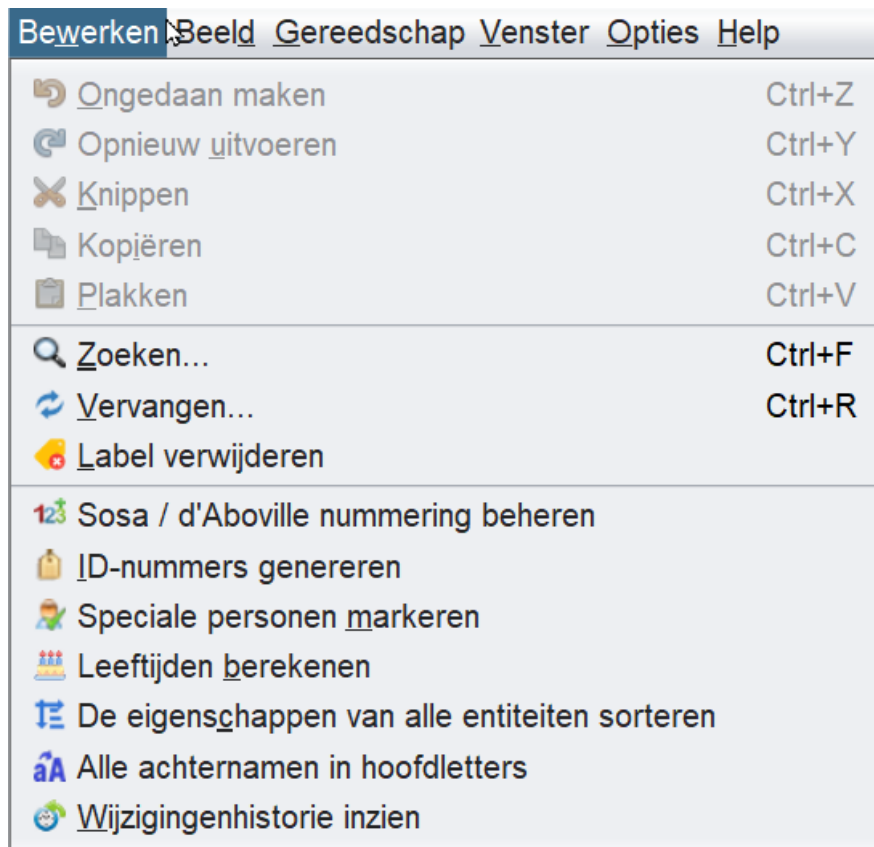 Bewerken Beeld Gereedschap Venster Opties Help
Ongedaan maken Ctrl+Z
Opnieuw uitvoeren Ctrl+Y
Knippen Ctrl+X
Kopiëren Ctrl+C
Plakken Ctrl+V
Zoeken... Ctrl+F
Vervangen... Ctrl+R
Label verwijderen
Sosa / d'Aboville nummering beheren
ID-nummers genereren
Speciale personen markeren
Leeftijden berekenen
De eigenschappen van alle entiteiten sorteren
Alle achternamen in hoofdletters
Wijzigingenhistorie inzien